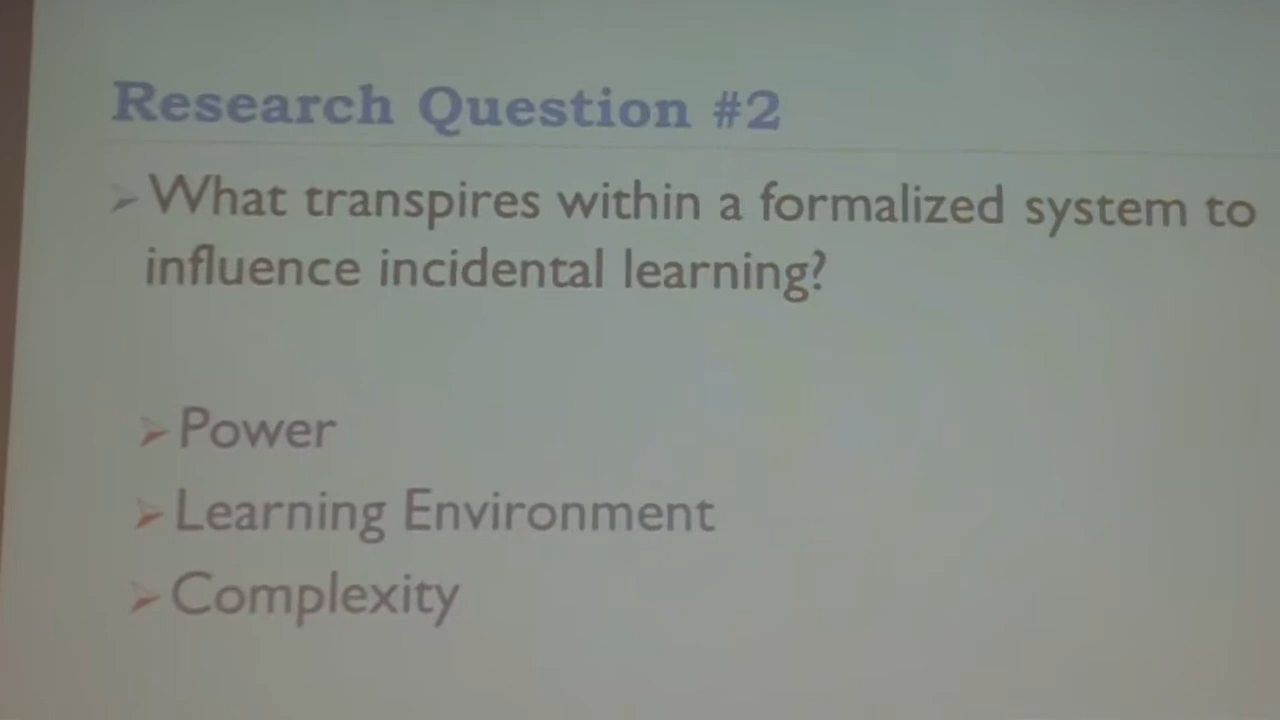 Research Question #2
What transpires within a formalized system to
influence incidental learning?
Power
Learning Environment
Complexity